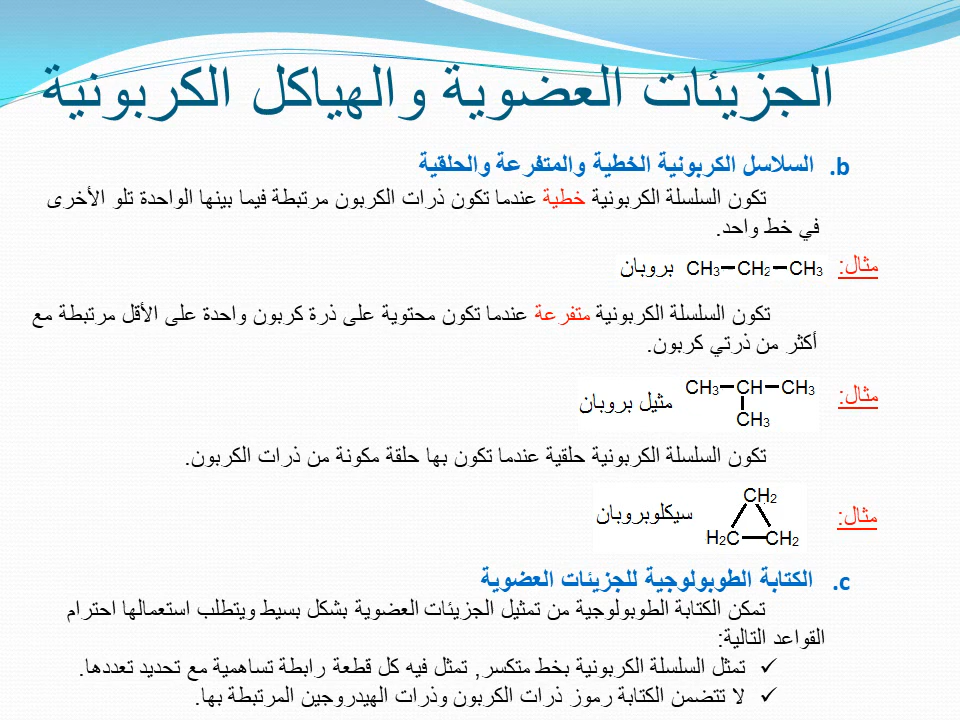 الجزيئات العضوية والهياكل الكربونية
b. السلاسل الكربونية الخطية والمتفرعة والحلقية
تكون السلسلة الكربونية خطية عندما تكون ذرات الكربون مرتبطة فيما بينها الواحدة تلو الأخرى
في خط واحد.
مثال: CH3–CH2–CH3 بروبان
تكون السلسلة الكربونية متفرعة عندما تكون محتوية على ذرة كربون واحدة على الأقل مرتبطة مع
أكثر من ذرتي كربون.
مثال: CH3–CH–CH3
CH3 مثيل بروبان
تكون السلسلة الكربونية حلقية عندما تكون بها حلقة مكونة من ذرات الكربون.
CH2
مثال: سيكلوبروبان
H2C–CH2
c. الكتابة الطوبولوجية للجزيئات العضوية
تمكن الكتابة الطوبولوجية من تمثيل الجزيئات العضوية بشكل بسيط ويتطلب استعمالها احترام
القواعد التالية:
✓ تمثل السلسلة الكربونية بخط متكسر, تمثل فيه كل قطعة رابطة تساهمية مع تحديد تعددها.
✓ لا تتضمن الكتابة رموز ذرات الكربون وذرات الهيدروجين المرتبطة بها.